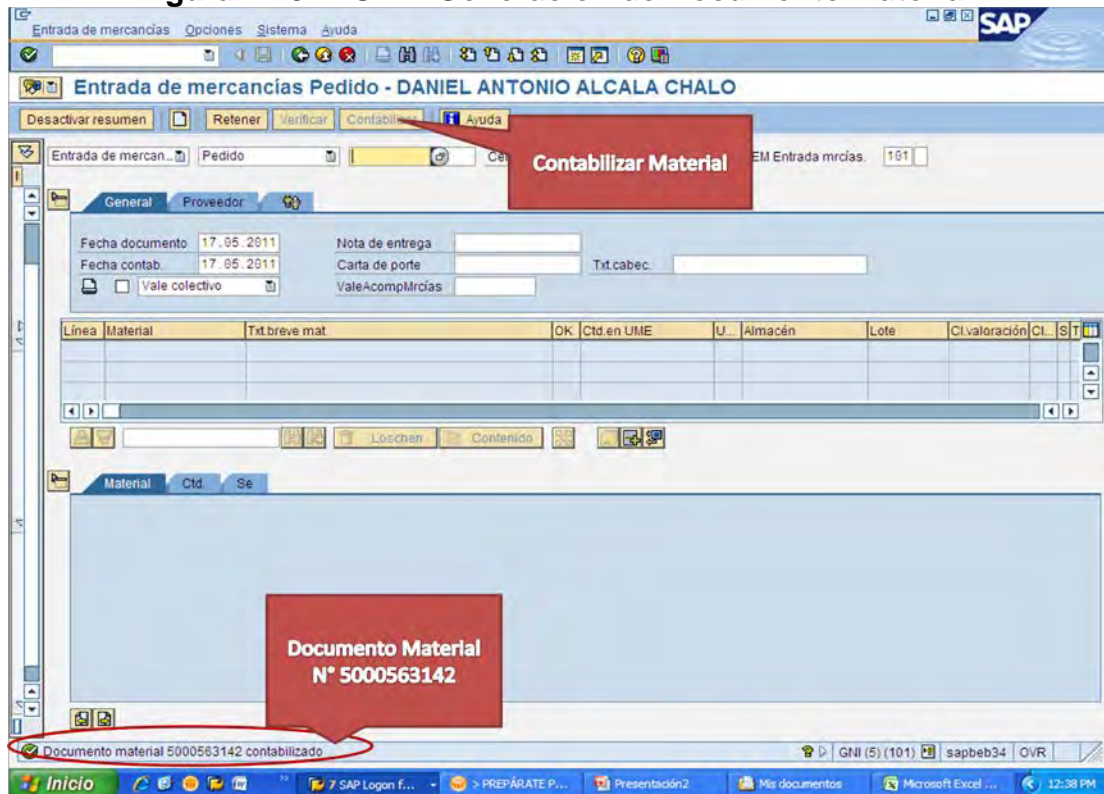 Entrada de mercancías Opciones Sistema Ayuda
SAP
Entrada de mercancías Pedido - DANIEL ANTONIO ALCALA CHALO
Desactivar resumen Retener Verificar Contabilizar Ayuda
Contabilizar Material
Entrada de mercan... Pedido EM Entrada mrcías. 101
General Proveedor
Fecha documento 17.05.2011 Nota de entrega
Fecha contab. 17.05.2011 Carta de porte Txt.cabec.
Vale colectivo ValeAcompMrcías
Línea Material Txt.breve mat. OK Ctd.en UME U... Almacén Lote Cl.valoración Cl... S T
Löschen Contenido
Material Ctd. Se
Documento Material
N° 5000563142
Documento material 5000563142 contabilizado GNI (5) (101) sapbeb34 OVR
Inicio 7 SAP Logon f... > PREPÁRATE P... Presentación2 Mis documentos Microsoft Excel ... 12:38 PM